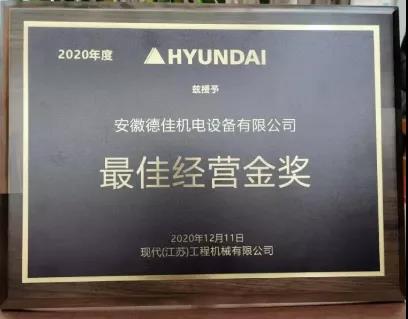 2020年度 HYUNDAI
兹授予
安徽德佳机电设备有限公司
最佳经营金奖
2020年12月11日
现代(江苏)工程机械有限公司